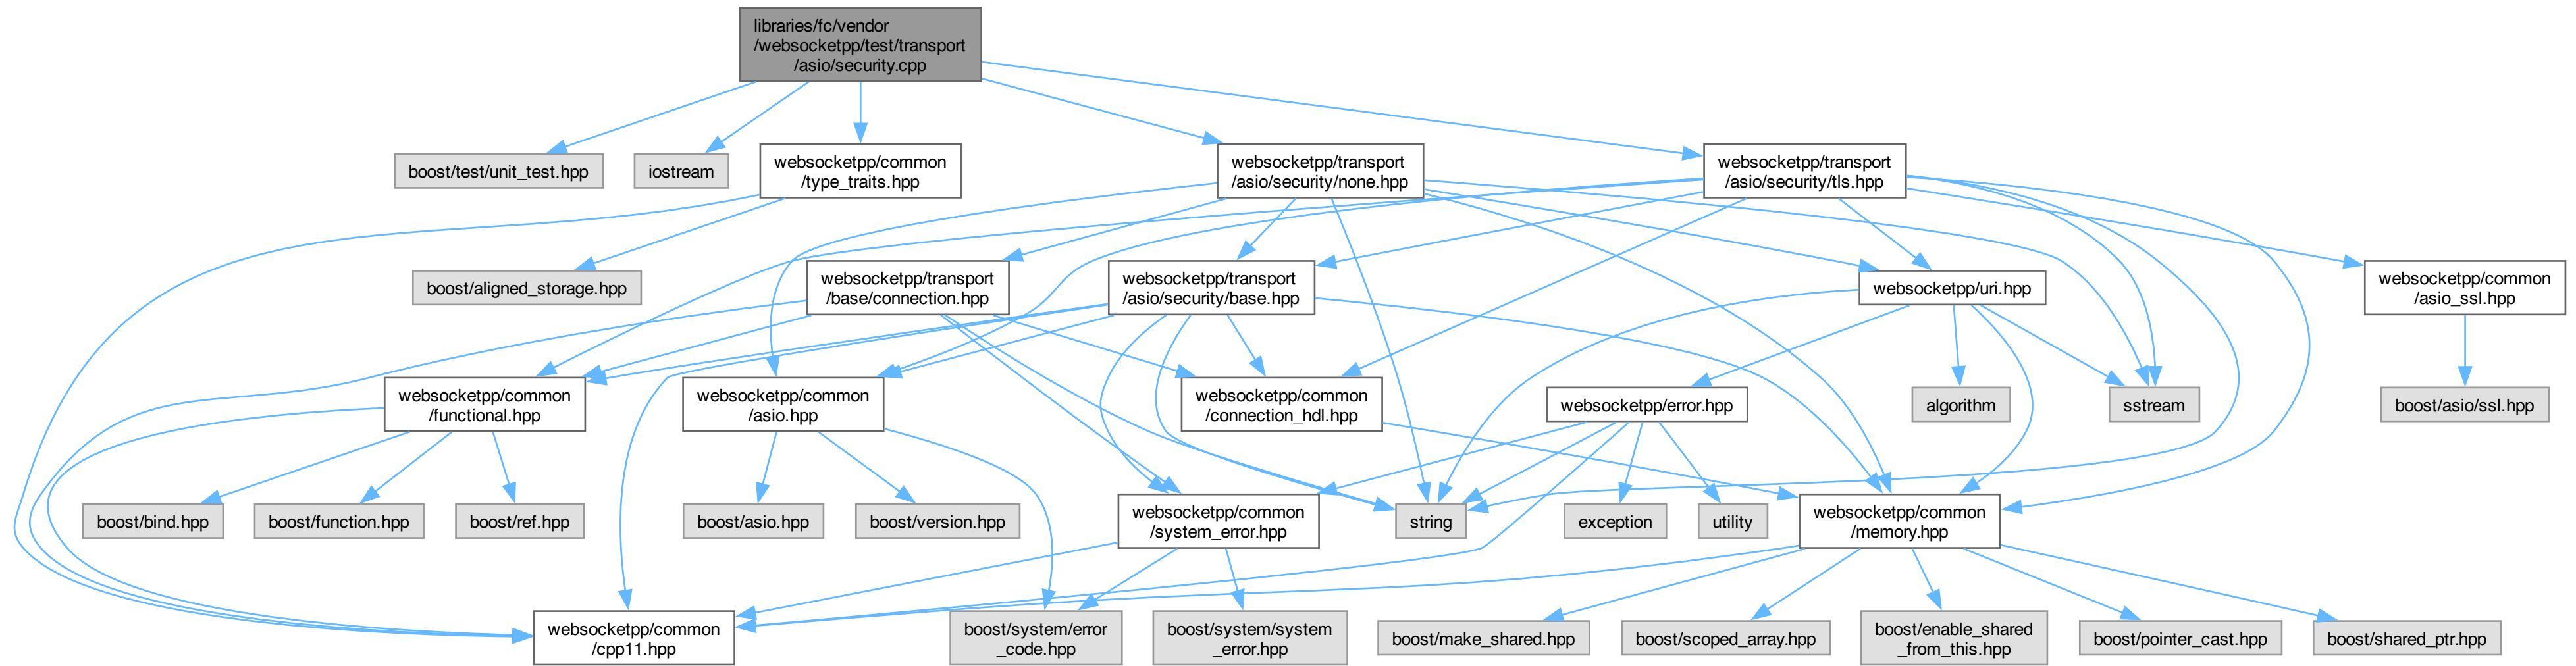 libraries/fc/vendor
/websocketpp/test/transport
/asio/security.cpp
boost/test/unit_test.hpp
iostream
websocketpp/common
/type_traits.hpp
websocketpp/transport
/asio/security/none.hpp
websocketpp/transport
/asio/security/tls.hpp
boost/aligned_storage.hpp
websocketpp/transport
/base/connection.hpp
websocketpp/transport
/asio/security/base.hpp
websocketpp/uri.hpp
websocketpp/common
/asio_ssl.hpp
websocketpp/common
/functional.hpp
websocketpp/common
/asio.hpp
websocketpp/common
/connection_hdl.hpp
websocketpp/error.hpp
algorithm
sstream
boost/asio/ssl.hpp
boost/bind.hpp
boost/function.hpp
boost/ref.hpp
boost/asio.hpp
boost/version.hpp
websocketpp/common
/system_error.hpp
string
exception
utility
websocketpp/common
/memory.hpp
websocketpp/common
/cpp11.hpp
boost/system/error
_code.hpp
boost/system/system
_error.hpp
boost/make_shared.hpp
boost/scoped_array.hpp
boost/enable_shared
_from_this.hpp
boost/pointer_cast.hpp
boost/shared_ptr.hpp